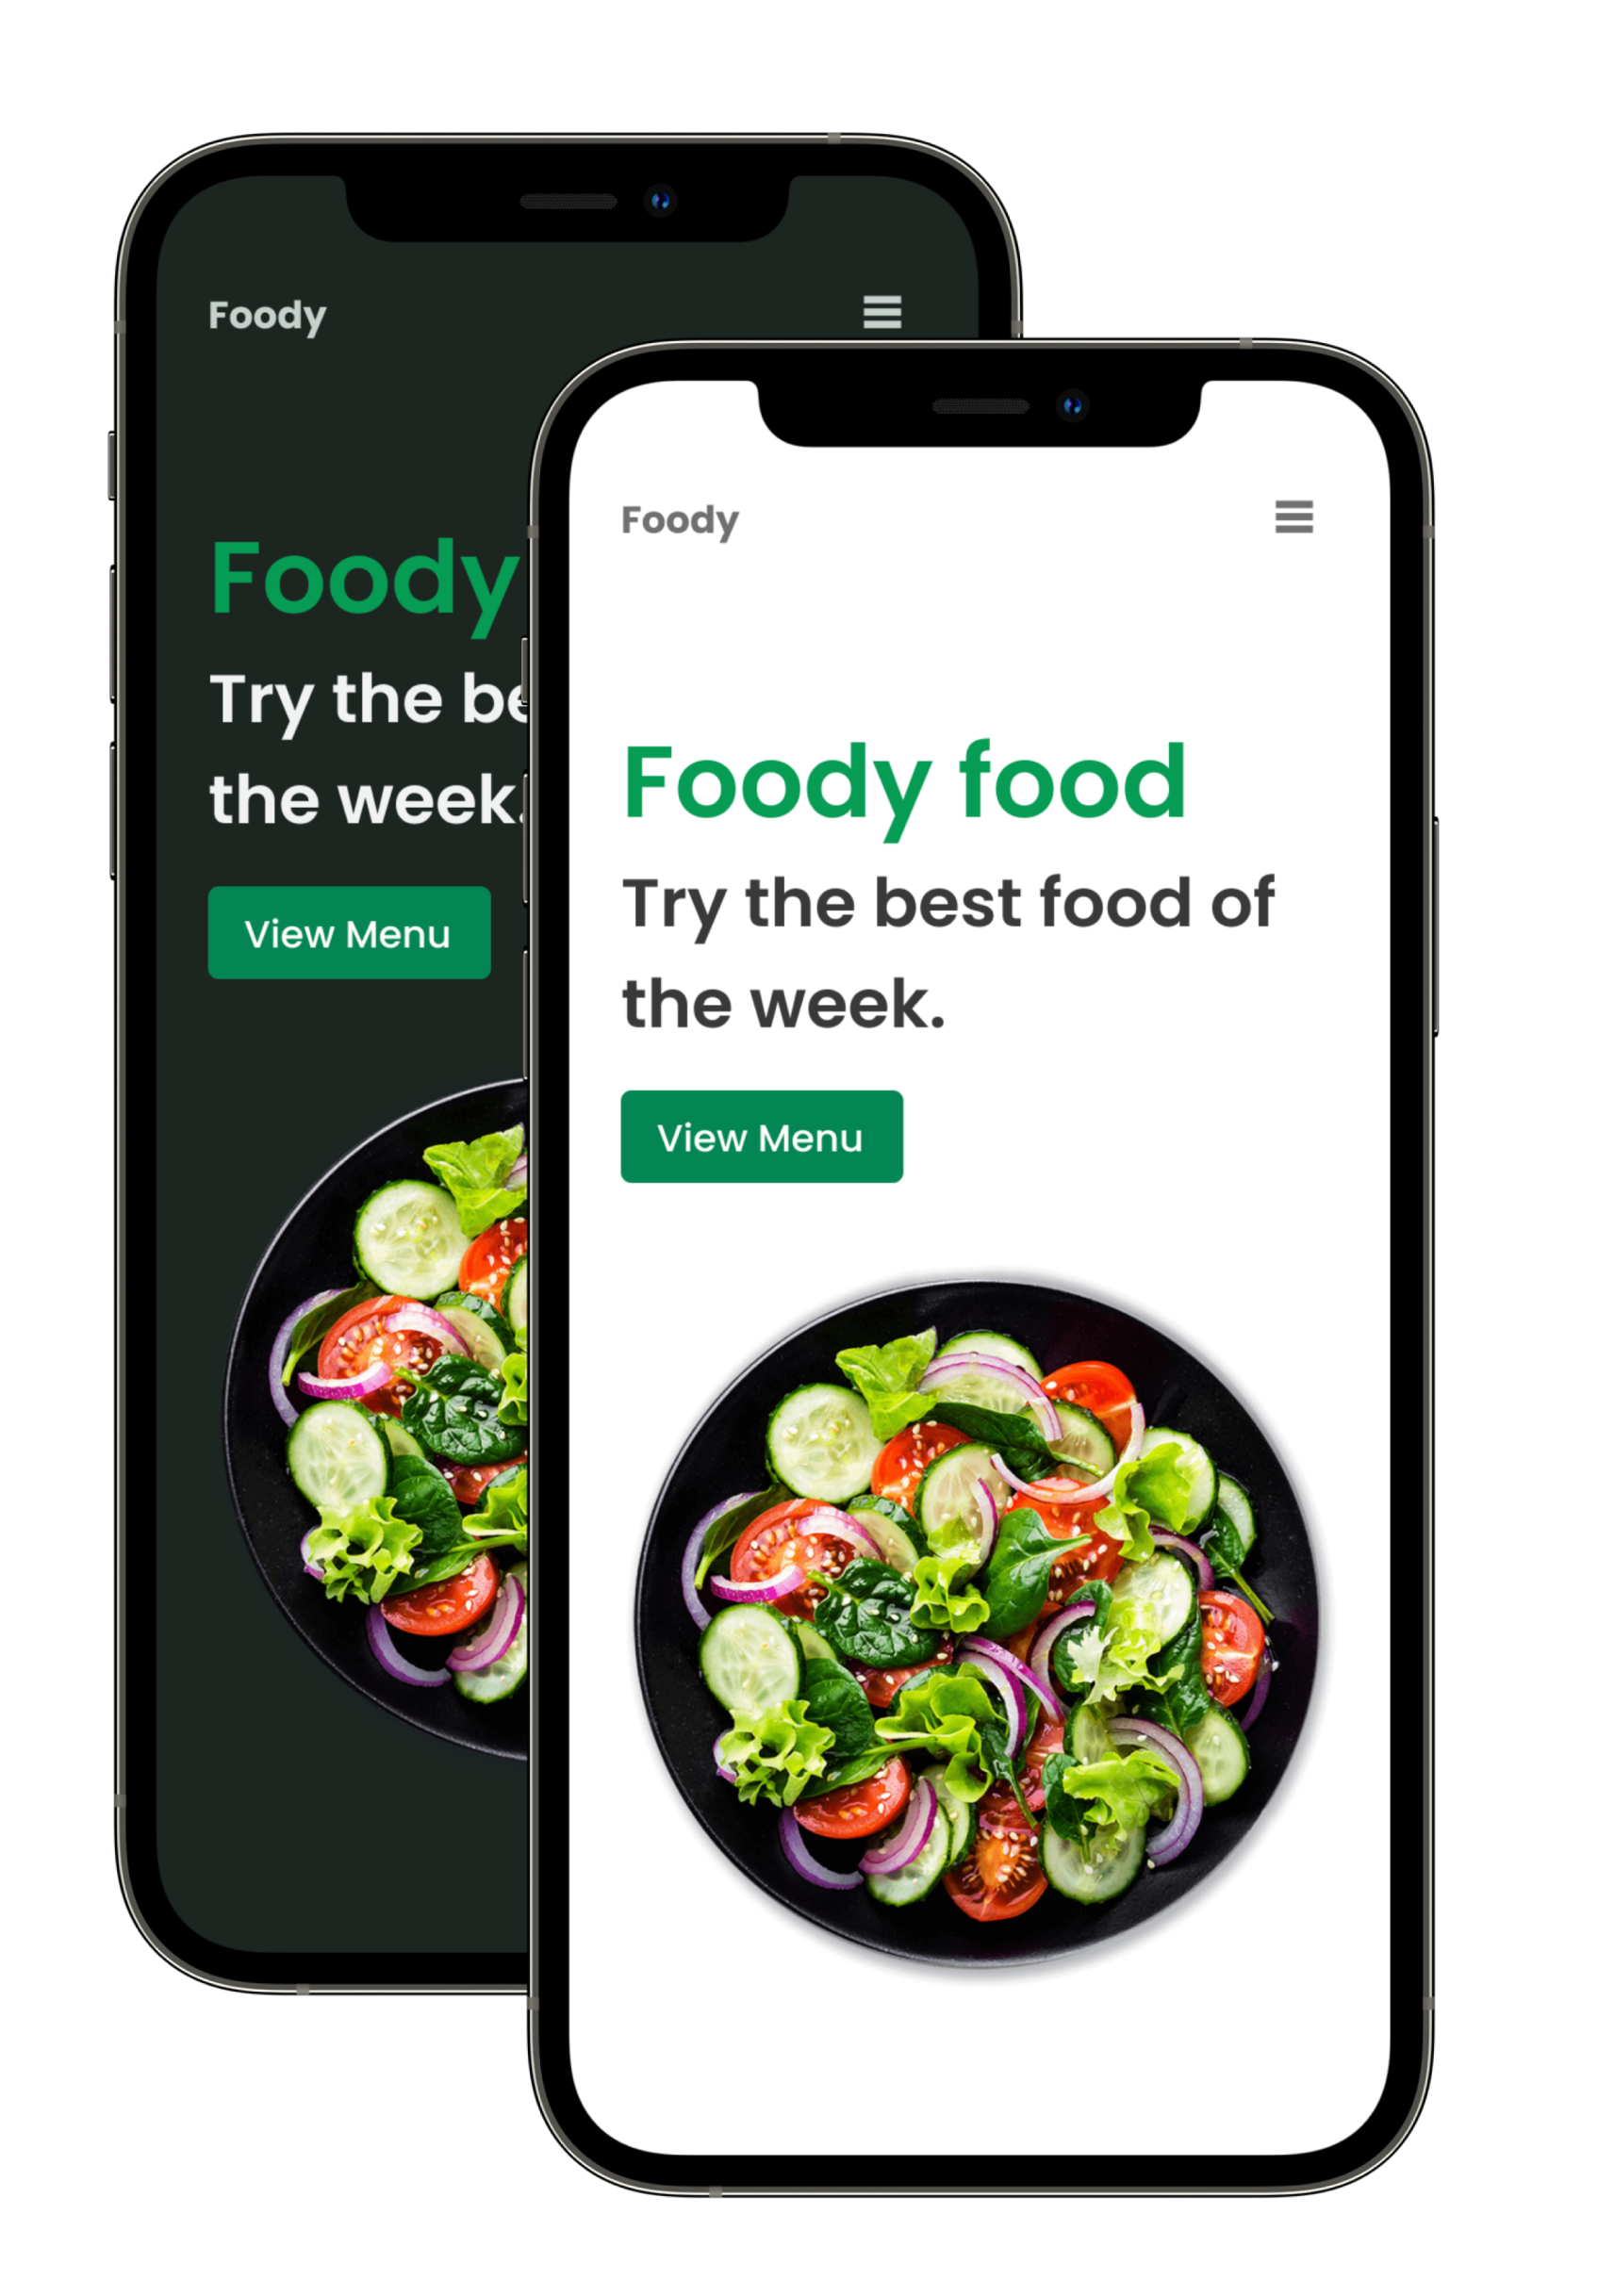 Foody
Foody
Try the be
the week.
View Menu
Foody
Foody food
Try the best food of
the week.
View Menu